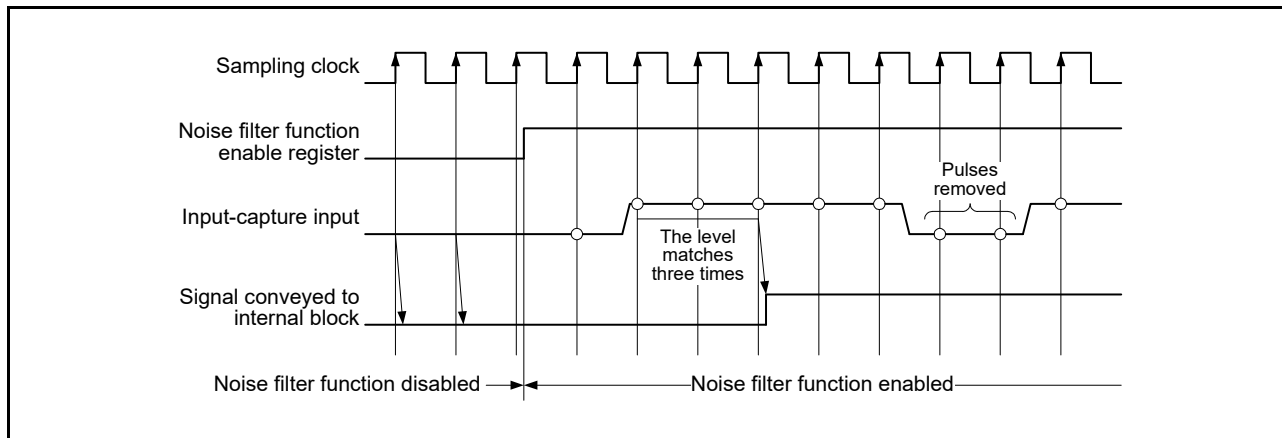 Sampling clock
Noise filter function
enable register
Pulses
removed
Input-capture input
The level
matches
three times
Signal conveyed to
internal block
Noise filter function disabled
Noise filter function enabled